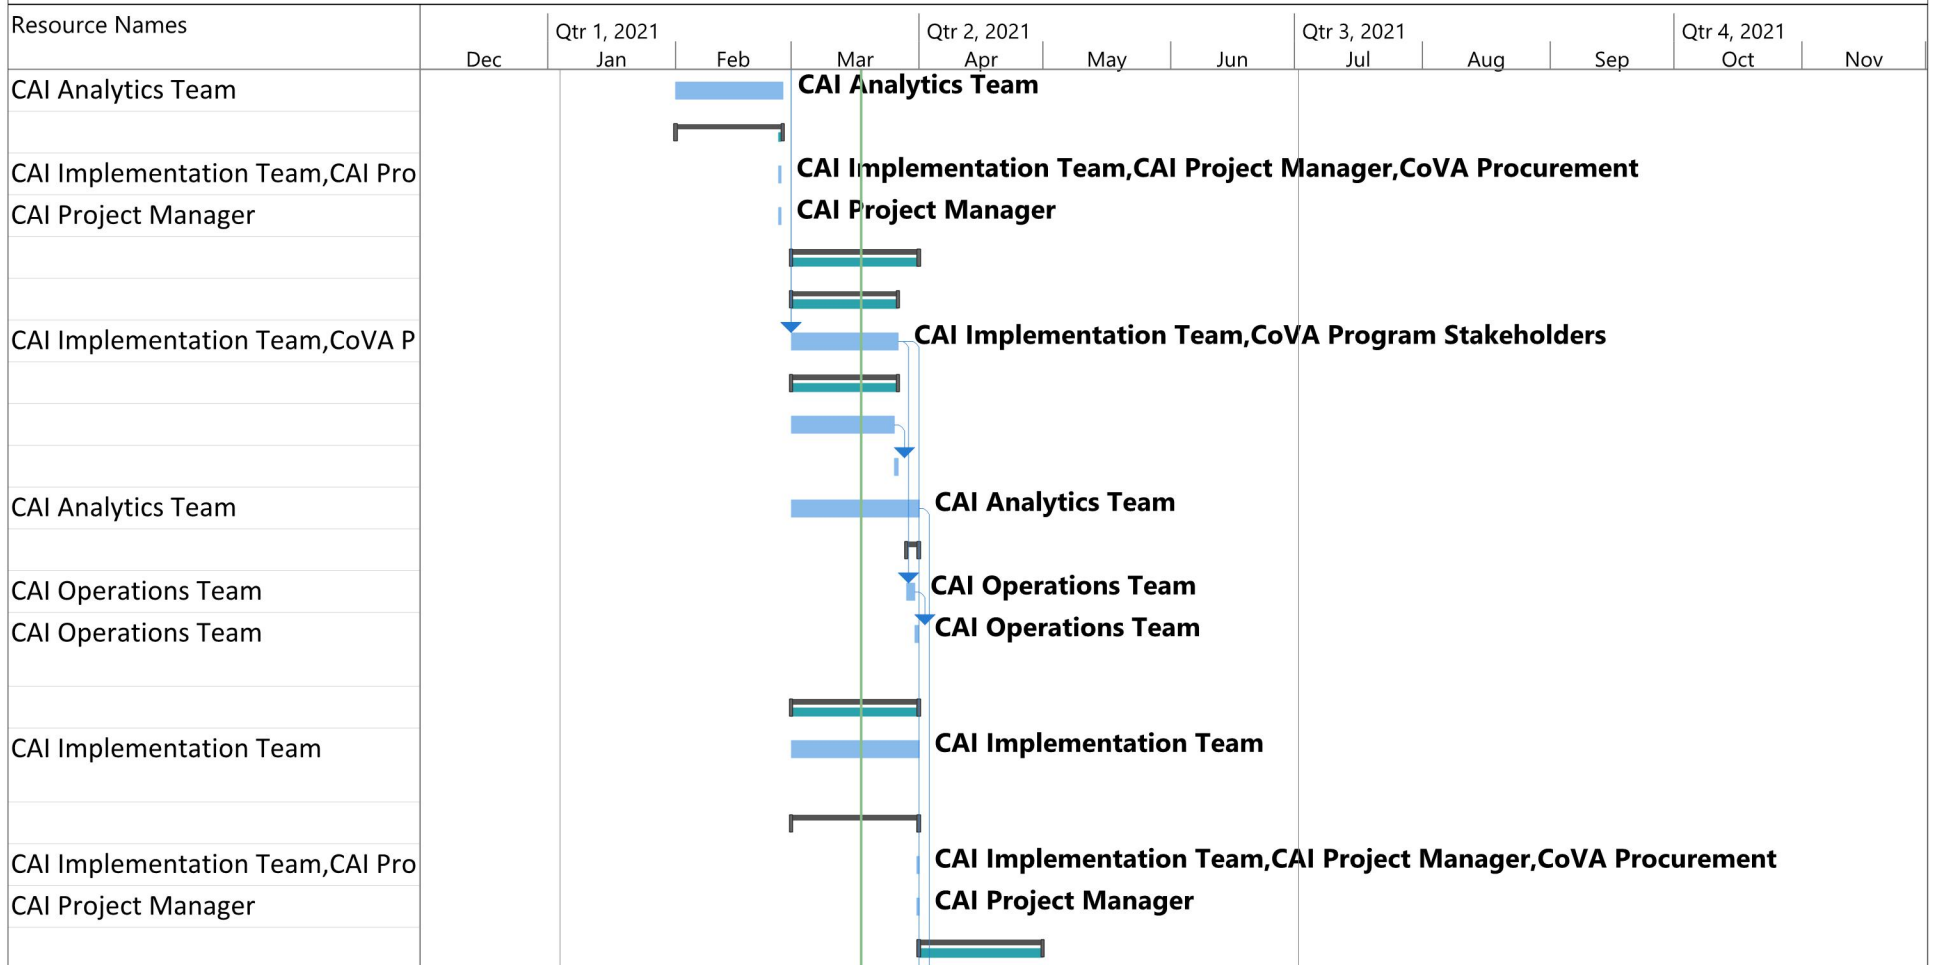 Resource Names
Qtr 1, 2021 Qtr 2, 2021 Qtr 3, 2021 Qtr 4, 2021
Dec Jan Feb Mar Apr May Jun Jul Aug Sep Oct Nov
CAI Analytics Team CAI Analytics Team
CAI Implementation Team,CAI Pro CAI Implementation Team,CAI Project Manager,CoVA Procurement
CAI Project Manager CAI Project Manager
CAI Implementation Team,CoVA P CAI Implementation Team,CoVA Program Stakeholders
CAI Analytics Team CAI Analytics Team
CAI Operations Team CAI Operations Team
CAI Operations Team CAI Operations Team
CAI Implementation Team CAI Implementation Team
CAI Implementation Team,CAI Pro CAI Implementation Team,CAI Project Manager,CoVA Procurement
CAI Project Manager CAI Project Manager